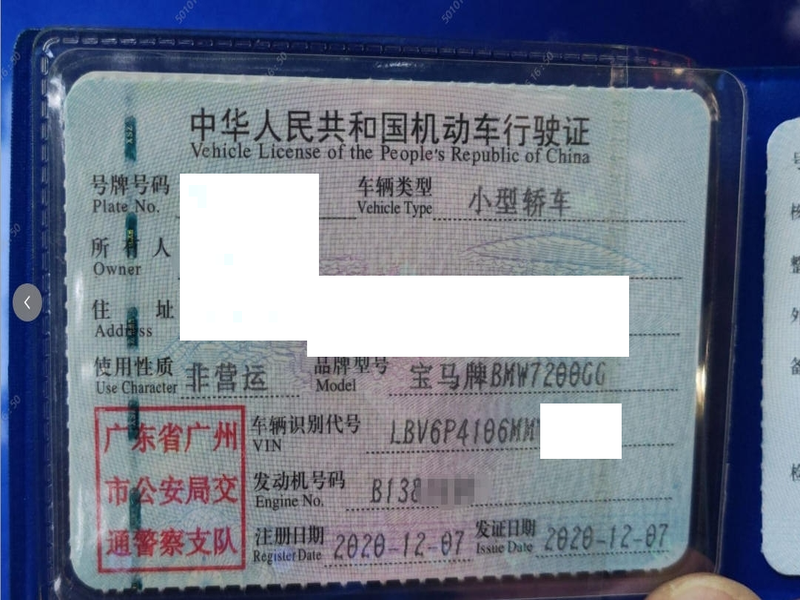 中华人民共和国机动车行驶证
Vehicle License of the People's Republic of China
号牌号码 车辆类型 小型轿车
Plate No. Vehicle Type
所有人
Owner
住址
Address
使用性质 非营运 品牌型号 宝马牌BMW7200GG
Use Character Model
广东省广州 车辆识别代号 LBV6P4106MM
VIN
市公安局交 发动机号码 B138
Engine No.
通警察支队 注册日期 2020-12-07 发证日期 2020-12-07
Register Date Issue Date